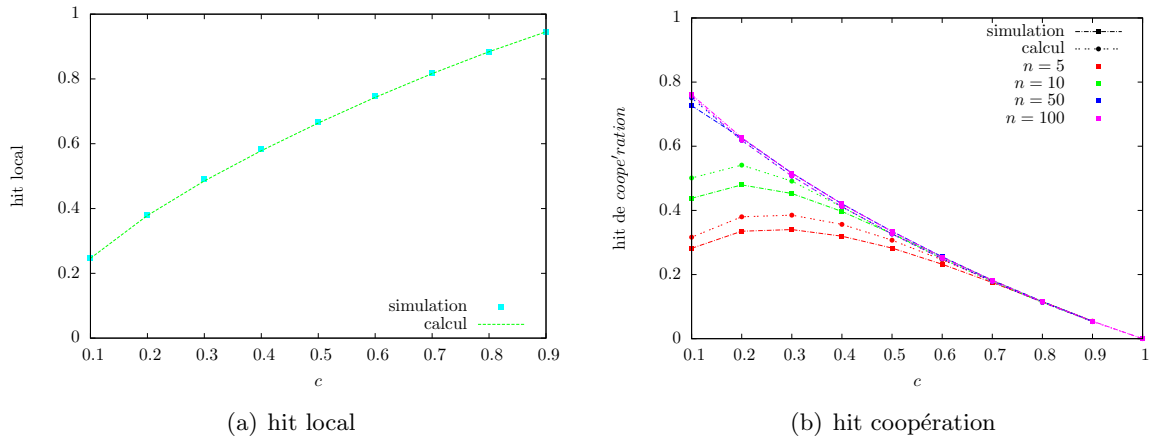 1
0.8
0.6
0.4
0.2
0
hit local
0.1 0.2 0.3 0.4 0.5 0.6 0.7 0.8 0.9
c
simulation
calcul
(a) hit local
1
0.8
0.6
0.4
0.2
0
hit de coope'ration
0.1 0.2 0.3 0.4 0.5 0.6 0.7 0.8 0.9 1
c
simulation
calcul
n = 5
n = 10
n = 50
n = 100
(b) hit coopération